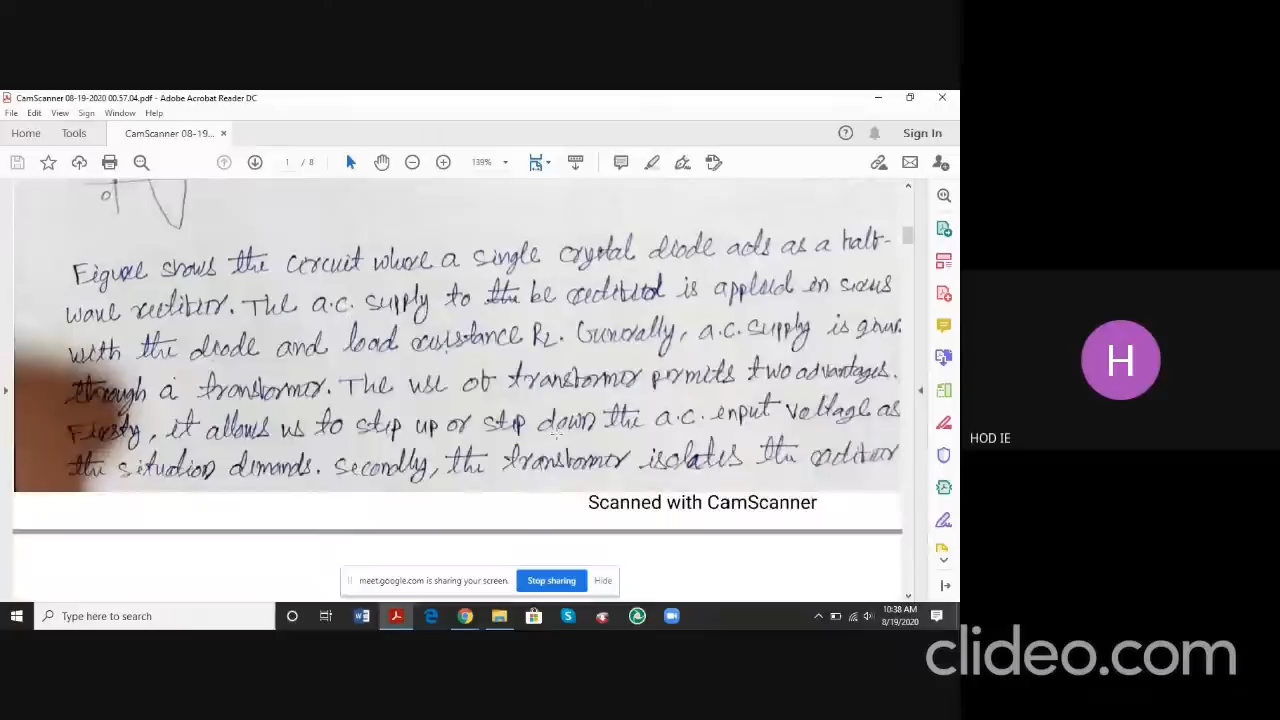 CamScanner 08-19-2020 00.57.04.pdf - Adobe Acrobat Reader DC
File Edit View Sign Window Help
Home Tools CamScanner 08-19... × Sign In
1 / 8 139%
Figure shows the circuit where a single crystal diode acts as a half-
wave rectifier. The a.c. supply to the be rectified is applied in series
with the diode and load resistance RL. Generally, a.c. supply is given
through a transformer. The use of transformer permits two advantages.
Firstly, it allows us to step up or step down the a.c. input voltage as
the situation demands. Secondly, the transformer isolates the rectifier
Scanned with CamScanner
meet.google.com is sharing your screen. Stop sharing Hide
Type here to search
10:38 AM
8/19/2020
H
HOD IE
clideo.com